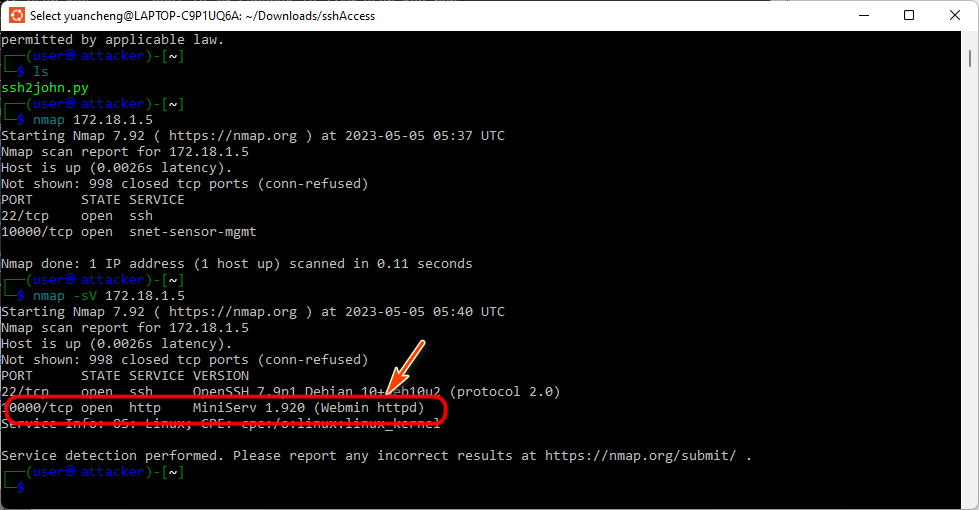 Select yuancheng@LAPTOP-C9P1UQ6A: ~/Downloads/sshAccess
permitted by applicable law.
┌──(user㉿attacker)-[~]
└─$ ls
ssh2john.py
┌──(user㉿attacker)-[~]
└─$ nmap 172.18.1.5
Starting Nmap 7.92 ( https://nmap.org ) at 2023-05-05 05:37 UTC
Nmap scan report for 172.18.1.5
Host is up (0.0026s latency).
Not shown: 998 closed tcp ports (conn-refused)
PORT      STATE SERVICE
22/tcp    open  ssh
10000/tcp open  snet-sensor-mgmt
Nmap done: 1 IP address (1 host up) scanned in 0.11 seconds
┌──(user㉿attacker)-[~]
└─$ nmap -sV 172.18.1.5
Starting Nmap 7.92 ( https://nmap.org ) at 2023-05-05 05:40 UTC
Nmap scan report for 172.18.1.5
Host is up (0.0026s latency).
Not shown: 998 closed tcp ports (conn-refused)
PORT      STATE SERVICE VERSION
22/tcp    open  ssh     OpenSSH 7.9p1 Debian 10+deb10u2 (protocol 2.0)
10000/tcp open  http    MiniServ 1.920 (Webmin httpd)
Service Info: OS: Linux; CPE: cpe:/o:linux:linux_kernel
Service detection performed. Please report any incorrect results at https://nmap.org/submit/ .
┌──(user㉿attacker)-[~]
└─$